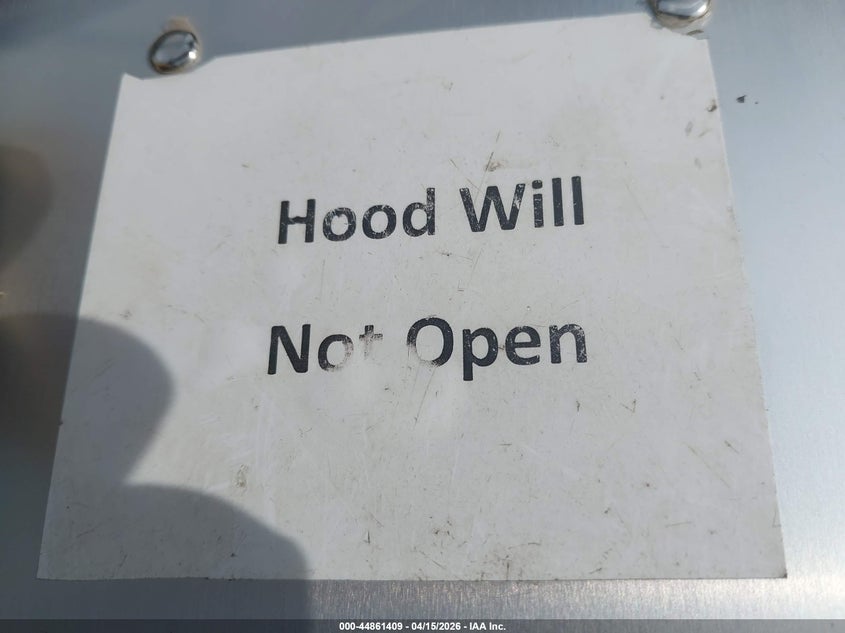 Hood Will
Not Open
000-44861409 - 04/15/2026 - IAA Inc.